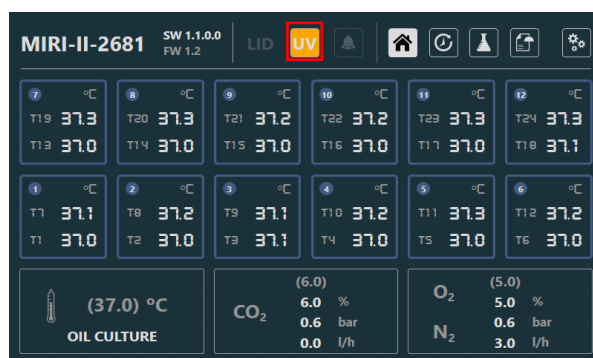 MIRI-II-2681 SW 1.1.0.0 LID UV
FW 1.2
7 °C 8 °C 9 °C 10 °C 11 °C 12 °C
T19 37.3 T20 37.3 T21 37.2 T22 37.2 T23 37.3 T24 37.3
T13 37.0 T14 37.0 T15 37.0 T16 37.0 T17 37.0 T18 37.1
1 °C 2 °C 3 °C 4 °C 5 °C 6 °C
T7 37.1 T8 37.2 T9 37.1 T10 37.2 T11 37.3 T12 37.2
T1 37.0 T2 37.0 T3 37.1 T4 37.0 T5 37.0 T6 37.0
(37.0) °C
OIL CULTURE
(6.0)
CO₂ 6.0 %
0.6 bar
0.0 l/h
(5.0)
O₂ 5.0 %
0.6 bar
N₂ 3.0 l/h